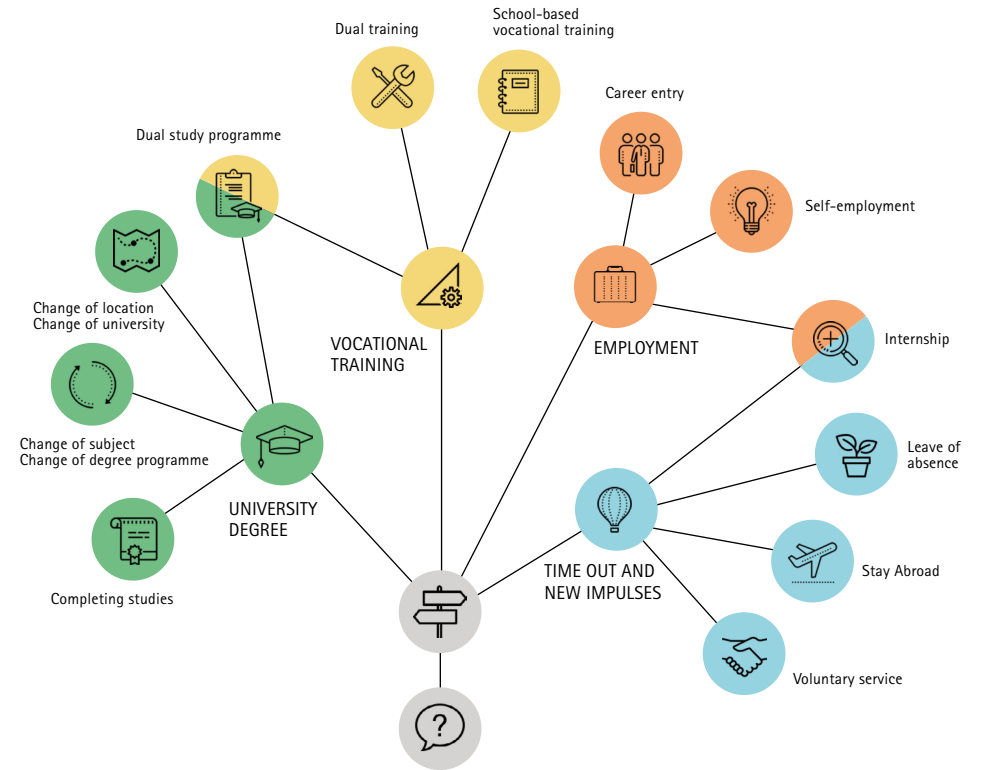 Dual training
School-based
vocational training
Career entry
Dual study programme
Self-employment
Change of location
Change of university
VOCATIONAL
TRAINING
EMPLOYMENT
Internship
Change of subject
Change of degree programme
Leave of
absence
UNIVERSITY
DEGREE
TIME OUT AND
NEW IMPULSES
Stay Abroad
Completing studies
Voluntary service
?